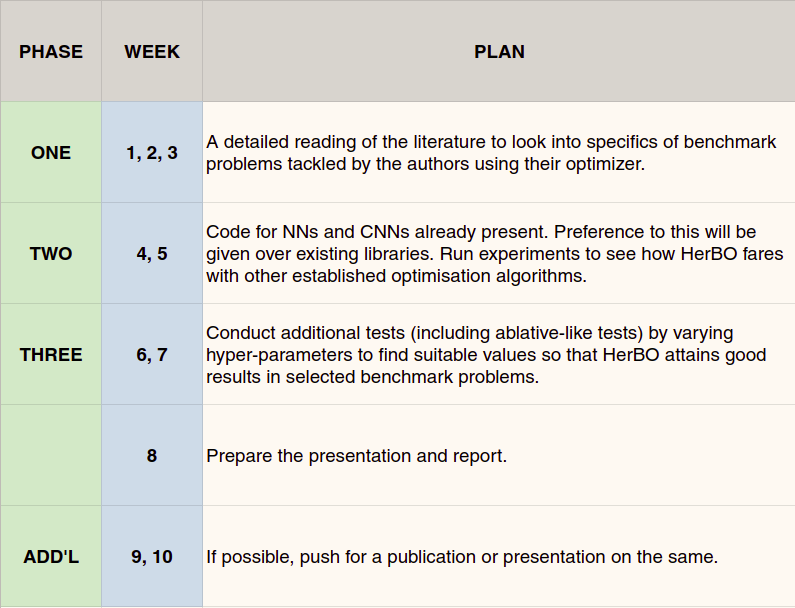 PHASE WEEK PLAN
ONE 1, 2, 3 A detailed reading of the literature to look into specifics of benchmark
problems tackled by the authors using their optimizer.
TWO 4, 5 Code for NNs and CNNs already present. Preference to this will be
given over existing libraries. Run experiments to see how HerBO fares
with other established optimisation algorithms.
THREE 6, 7 Conduct additional tests (including ablative-like tests) by varying
hyper-parameters to find suitable values so that HerBO attains good
results in selected benchmark problems.
8 Prepare the presentation and report.
ADD'L 9, 10 If possible, push for a publication or presentation on the same.